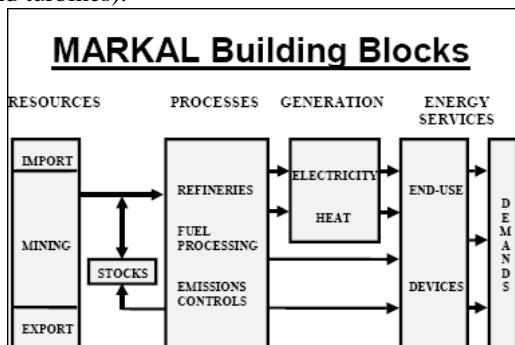 d turbines).
MARKAL Building Blocks
RESOURCES
PROCESSES
GENERATION
ENERGY
SERVICES
IMPORT
MINING
EXPORT
STOCKS
REFINERIES
FUEL
PROCESSING
EMISSIONS
CONTROLS
ELECTRICITY
HEAT
END-USE
DEVICES
DEMANDS